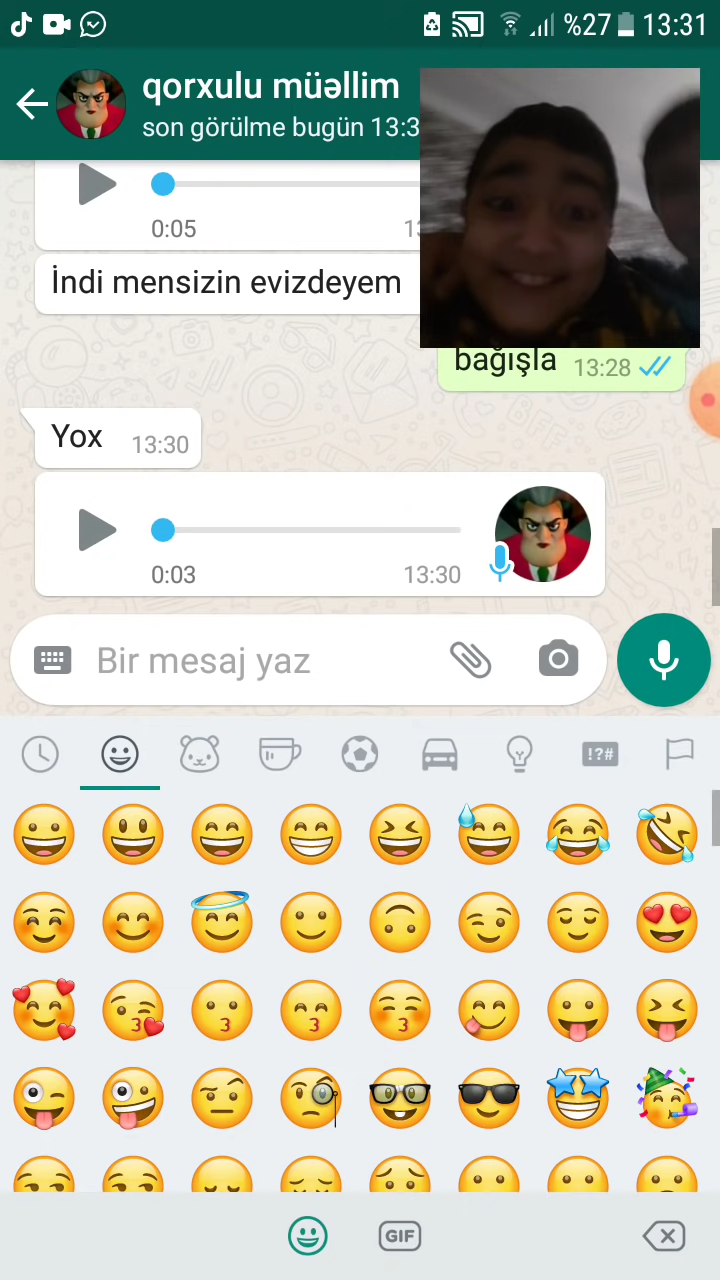 %27 13:31
qorxulu müəllim
son görülme bugün 13:3
0:05
İndi mensizin evizdeyem
bağışla 13:28
Yox 13:30
0:03 13:30
Bir mesaj yaz
!?#
GIF